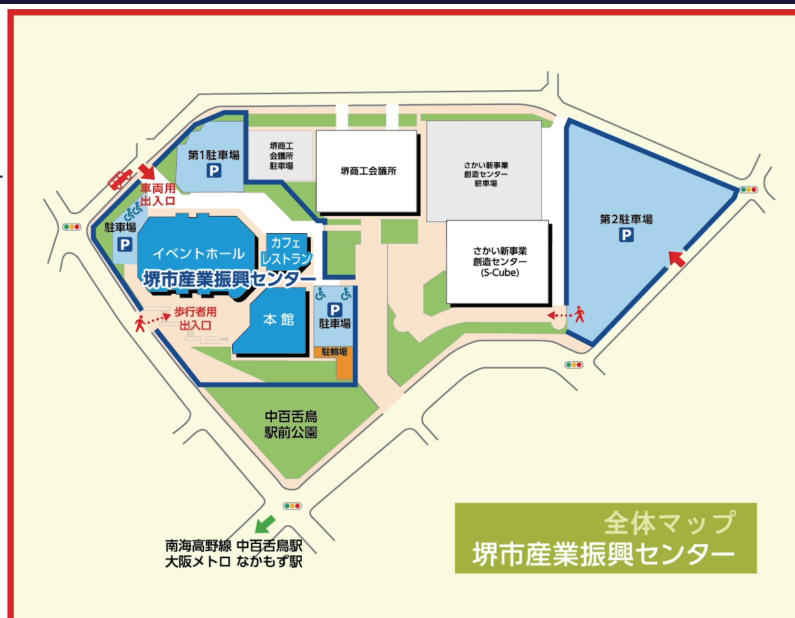 第1駐車場
P
堺商工
会議所
駐車場
堺商工会議所
さかい新事業
創造センター
駐車場
車両用
出入口
駐車場
P
第2駐車場
P
イベントホール
カフェ
レストラン
堺市産業振興センター
さかい新事業
創造センター
(S-Cube)
歩行者用
出入口
本館
P
駐車場
駐輪場
中百舌鳥
駅前公園
南海高野線 中百舌鳥駅
大阪メトロ なかもず駅
全体マップ
堺市産業振興センター